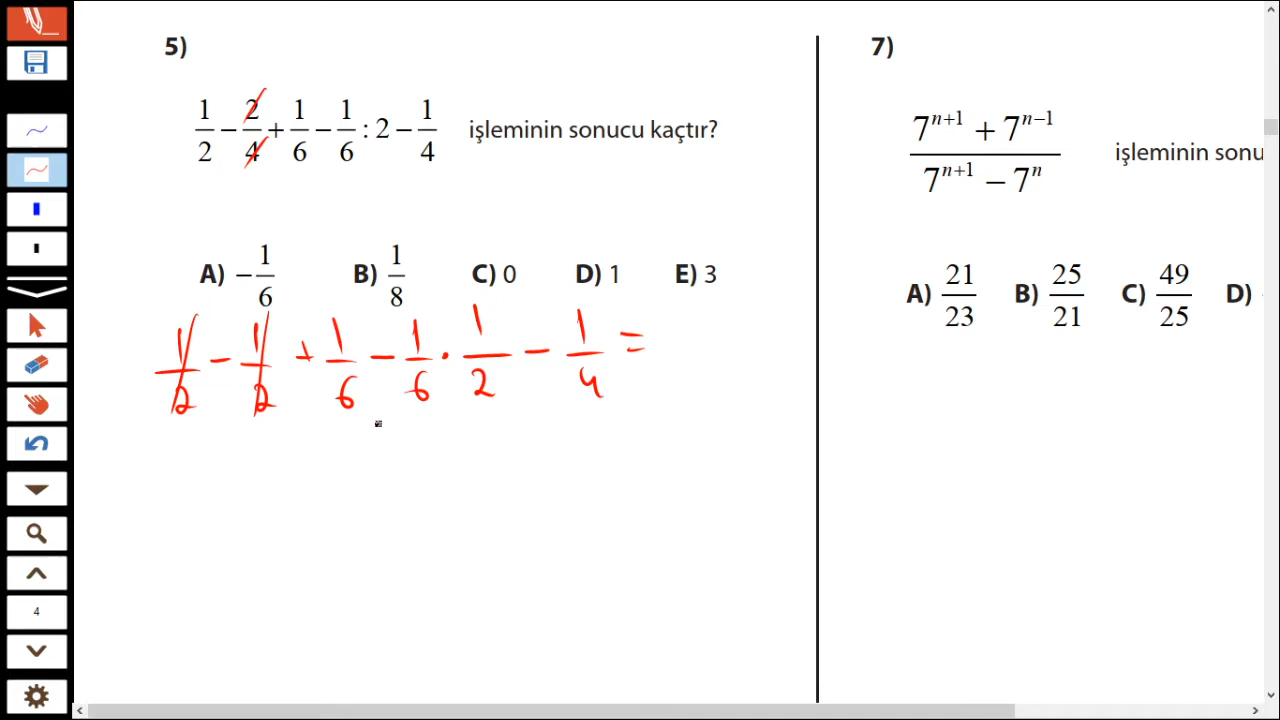 5)
1/2 − 2/4 + 1/6 − 1/6 : 2 − 1/4 işleminin sonucu kaçtır?
A) −1/6 B) 1/8 C) 0 D) 1 E) 3
1/2 − 1/2 + 1/6 − 1/6 · 1/2 − 1/4 =
7)
(7^(n+1) + 7^(n−1)) / (7^(n+1) − 7^n) işleminin sonu
A) 21/23 B) 25/21 C) 49/25 D)
4